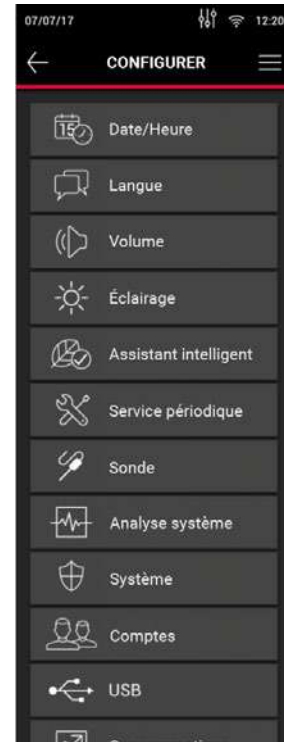 07/07/17 12:20
CONFIGURER
15 Date/Heure
Langue
Volume
Éclairage
Assistant intelligent
Service périodique
Sonde
Analyse système
Système
Comptes
USB